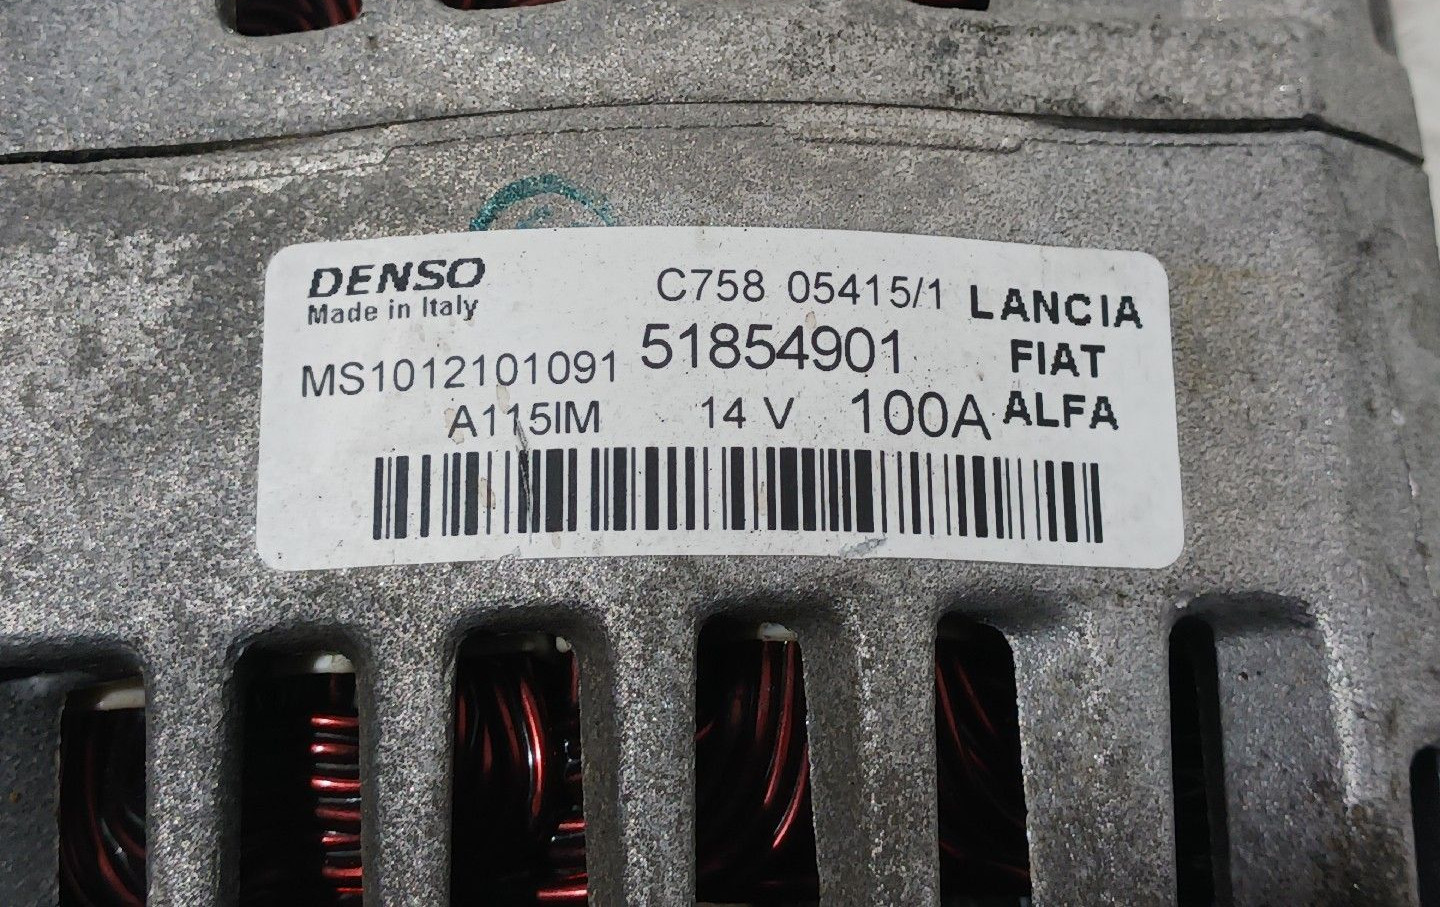 DENSO
Made in Italy
C758 05415/1
LANCIA
MS1012101091
51854901
FIAT
A115IM
14 V
100A
ALFA